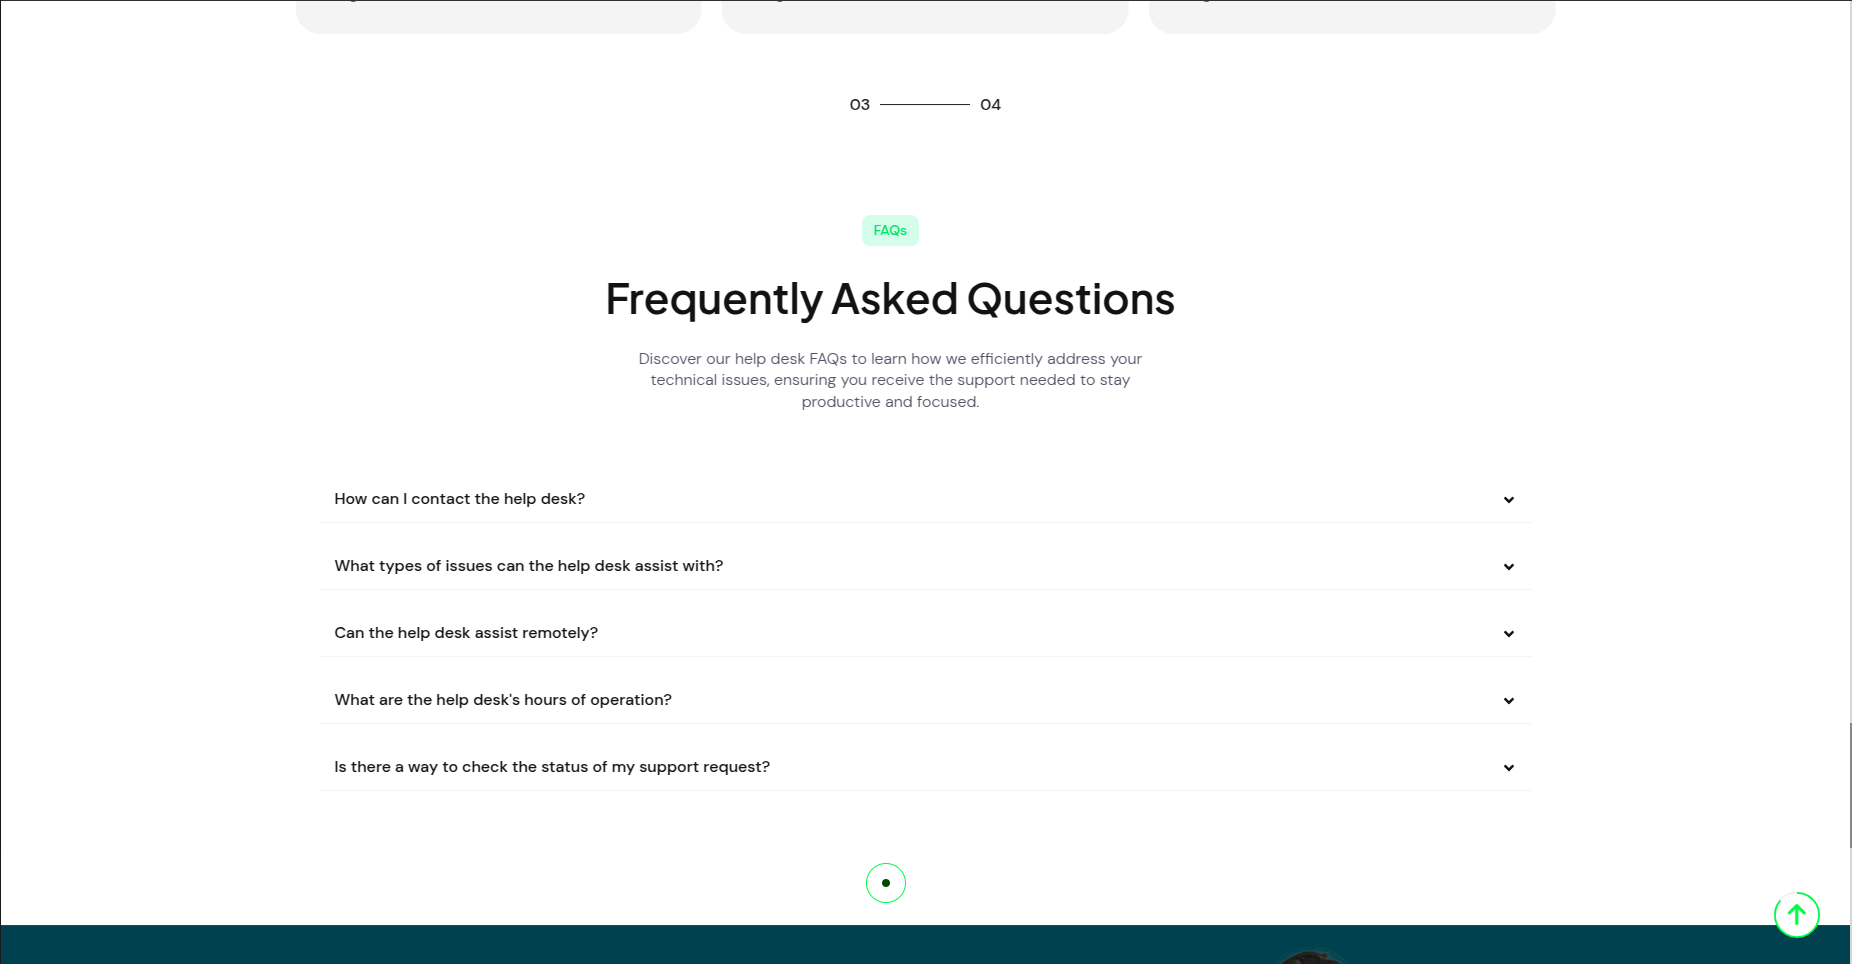 03 04
FAQs
Frequently Asked Questions
Discover our help desk FAQs to learn how we efficiently address your
technical issues, ensuring you receive the support needed to stay
productive and focused.
How can I contact the help desk?
What types of issues can the help desk assist with?
Can the help desk assist remotely?
What are the help desk's hours of operation?
Is there a way to check the status of my support request?